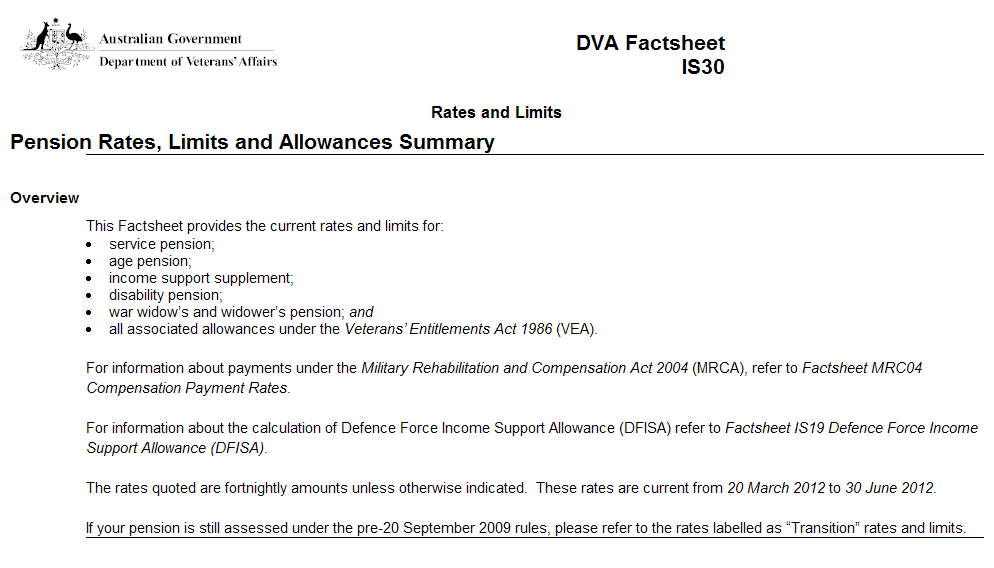 Australian Government
Department of Veterans' Affairs
DVA Factsheet
IS30
Rates and Limits
Pension Rates, Limits and Allowances Summary
Overview
This Factsheet provides the current rates and limits for:
• service pension;
• age pension;
• income support supplement;
• disability pension;
• war widow's and widower's pension; and
• all associated allowances under the Veterans' Entitlements Act 1986 (VEA).
For information about payments under the Military Rehabilitation and Compensation Act 2004 (MRCA), refer to Factsheet MRC04
Compensation Payment Rates.
For information about the calculation of Defence Force Income Support Allowance (DFISA) refer to Factsheet IS19 Defence Force Income
Support Allowance (DFISA).
The rates quoted are fortnightly amounts unless otherwise indicated.  These rates are current from 20 March 2012 to 30 June 2012.
If your pension is still assessed under the pre-20 September 2009 rules, please refer to the rates labelled as “Transition” rates and limits.